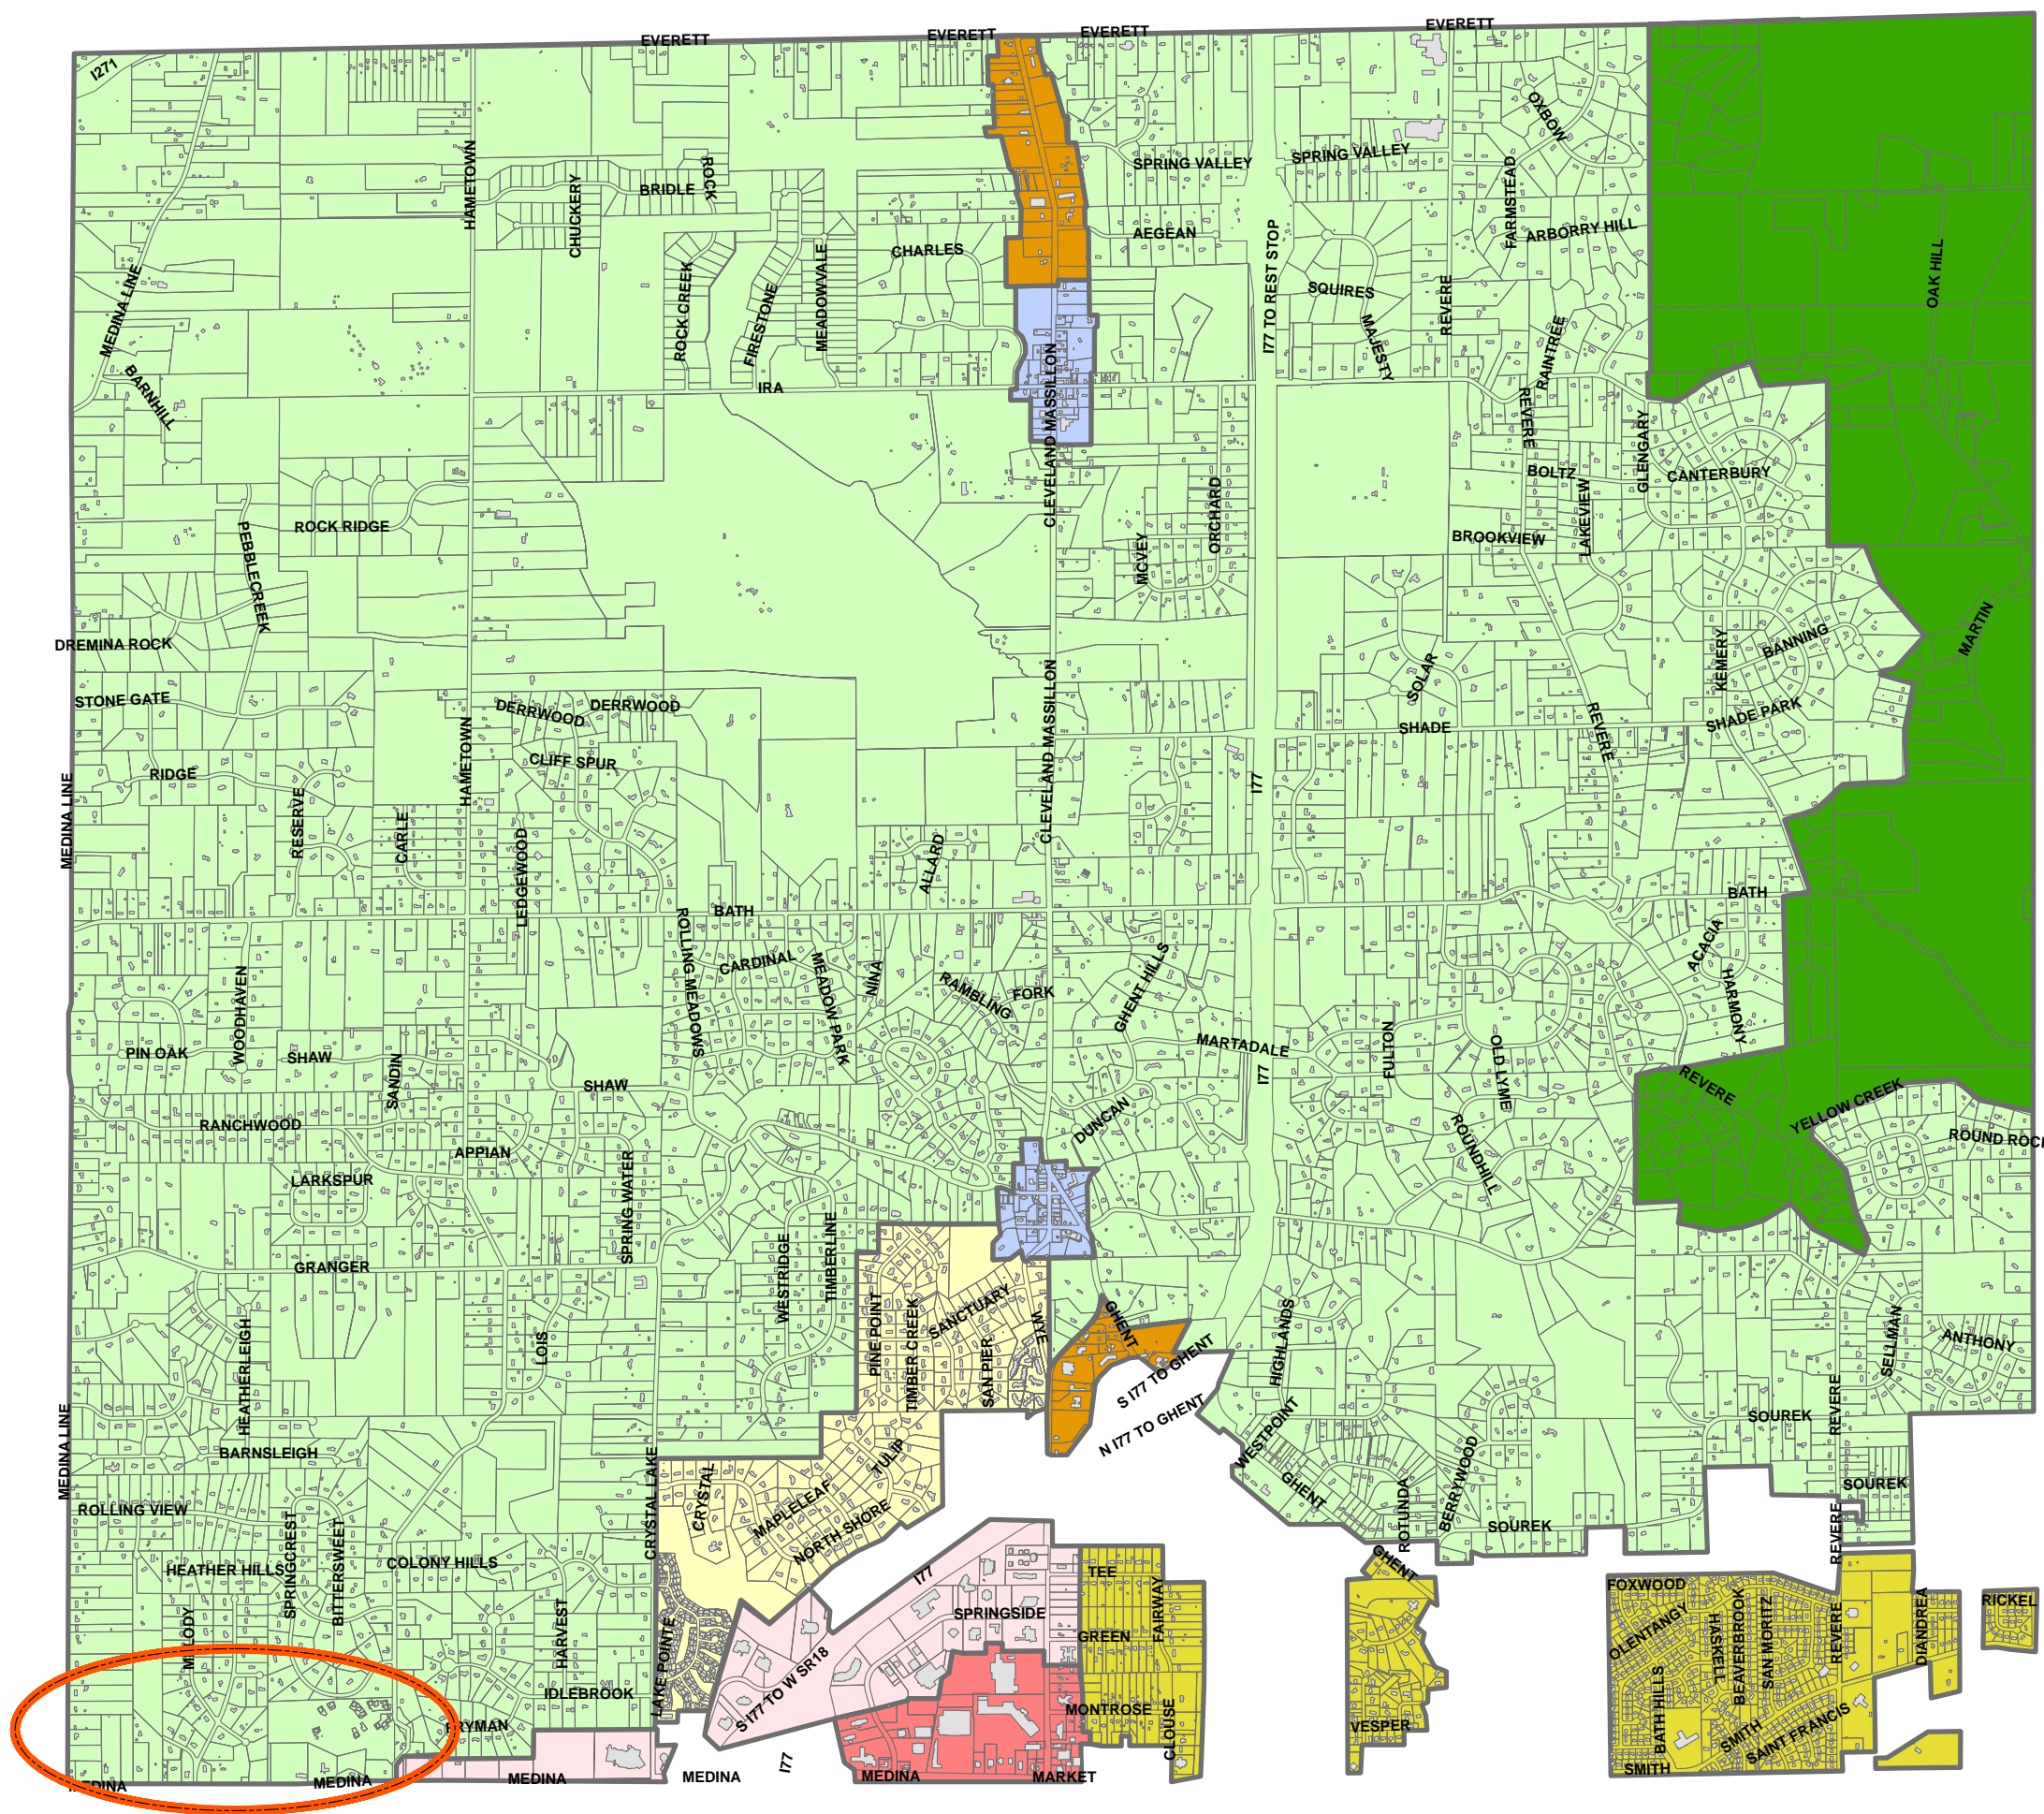 EVERETT
EVERETT
EVERETT
EVERETT
I271
OXBOW
HAMETOWN
ROCK
BRIDLE
CHUCKERY
SPRING VALLEY
SPRING VALLEY
FARMSTEAD
ARBORRY HILL
AEGEAN
CHARLES
MEADOWVALE
ROCK CREEK
FIRESTONE
MEDINA LINE
I77 TO REST STOP
SQUIRES
MAJESTY
REVERE
RAINTREE
OAK HILL
BARNHILL
IRA
CLEVELAND MASSILLON
REVERE
GLENGARY
BOLTZ
CANTERBURY
LAKEVIEW
BROOKVIEW
ORCHARD
MCVEY
ROCK RIDGE
PEBBLECREEK
DREMINA ROCK
STONE GATE
DERRWOOD
DERRWOOD
CLIFF SPUR
HAMETOWN
CLEVELAND MASSILLON
SOLAR
SHADE
REVERE
KEMERY
BANNING
SHADE PARK
MARTIN
RIDGE
MEDINA LINE
RESERVE
CARLE
LEDGEWOOD
ALLARD
I77
BATH
BATH
ROLLING MEADOWS
CARDINAL
MEADOW PARK
NINA
RAMBLING
FORK
GHENT HILLS
MARTADALE
I77
FULTON
OLD LYME
ACACIA
HARMONY
WOODHAVEN
PIN OAK
SHAW
SANDIN
SHAW
RANCHWOOD
APPIAN
LARKSPUR
SPRING WATER
DUNCAN
ROUNDHILL
REVERE
YELLOW CREEK
ROUND ROCK
GRANGER
WESTRIDGE
TIMBERLINE
PINE POINT
TIMBER CREEK
SANCTUARY
SAN PIER
GHENT
S I77 TO GHENT
N I77 TO GHENT
HIGHLANDS
WESTPOINT
GHENT
SELLMAN
ANTHONY
REVERE
SOUREK
SOUREK
SOUREK
REVERE
ROTUNDA
BERRYWOOD
HEATHERLEIGH
LOIS
MEDINA LINE
BARNSLEIGH
ROLLING VIEW
CRYSTAL LAKE
CRYSTAL
MAPLELEAF
TULIP
NORTH SHORE
HEATHER HILLS
SPRINGCREST
BITTERSWEET
COLONY HILLS
MELODY
HARVEST
IDLEBROOK
FRYMAN
LAKE POINTE
S I77 TO W SR18
I77
SPRINGSIDE
TEE
GREEN
FAIRWAY
MONTROSE
CLOUSE
GHENT
VESPER
FOXWOOD
OLENTANGY
HASKELL
BEAVERBROOK
SAN MORITZ
REVERE
DIANDREA
RICKEL
BATH HILLS
SMITH
SAINT FRANCIS
SMITH
MEDINA
MEDINA
MEDINA
MEDINA
I77
MEDINA
MARKET